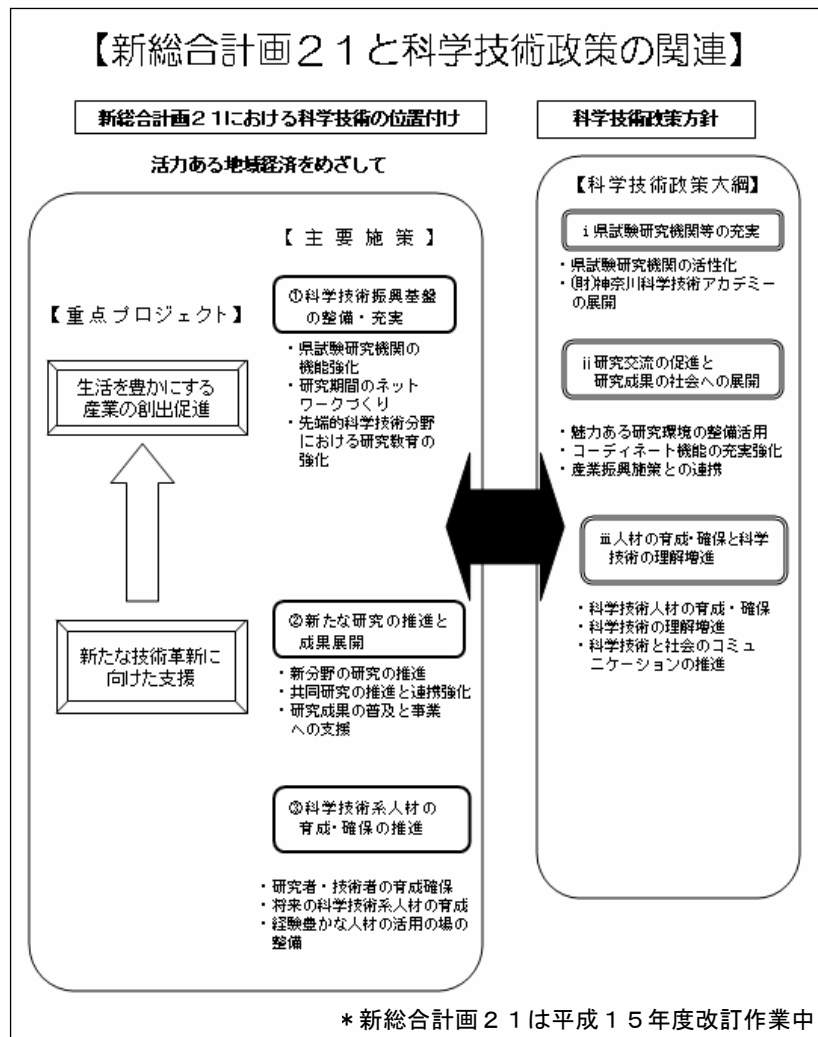 【新総合計画２１と科学技術政策の関連】
新総合計画２１における科学技術の位置付け
活力ある地域経済をめざして
【重点プロジェクト】
生活を豊かにする
産業の創出促進
新たな技術革新に
向けた支援
【主要施策】
①科学技術振興基盤
の整備・充実
・県試験研究機関の
機能強化
・研究期間のネット
ワークづくり
・先端的科学技術分野
における研究教育の
強化
②新たな研究の推進と
成果展開
・新分野の研究の推進
・共同研究の推進と連携強化
・研究成果の普及と事業
への支援
③科学技術系人材の
育成・確保の推進
・研究者・技術者の育成確保
・将来の科学技術系人材の育成
・経験豊かな人材の活用の場の
整備
科学技術政策方針
【科学技術政策大綱】
ⅰ県試験研究機関等の充実
・県試験研究機関の活性化
・(財)神奈川科学技術アカデミー
の展開
ⅱ研究交流の促進と
研究成果の社会への展開
・魅力ある研究環境の整備活用
・コーディネート機能の充実強化
・産業振興施策との連携
ⅲ人材の育成・確保と科学
技術の理解増進
・科学技術人材の育成・確保
・科学技術の理解増進
・科学技術と社会のコミュ
ニケーションの推進
＊新総合計画２１は平成１５年度改訂作業中